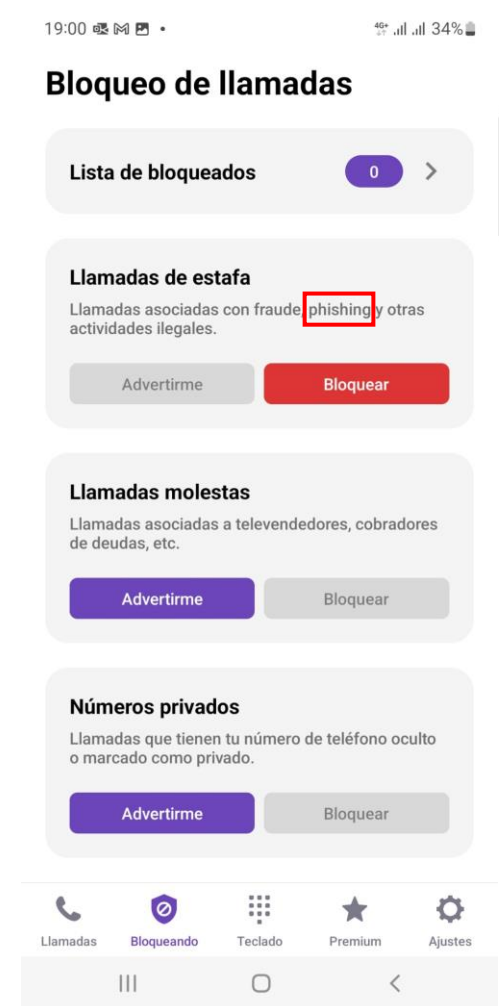 19:00
4G+ 34%
Bloqueo de llamadas
Lista de bloqueados 0
Llamadas de estafa
Llamadas asociadas con fraude, phishing y otras
actividades ilegales.
Advertirme Bloquear
Llamadas molestas
Llamadas asociadas a televendedores, cobradores
de deudas, etc.
Advertirme Bloquear
Números privados
Llamadas que tienen tu número de teléfono oculto
o marcado como privado.
Advertirme Bloquear
Llamadas Bloqueando Teclado Premium Ajustes